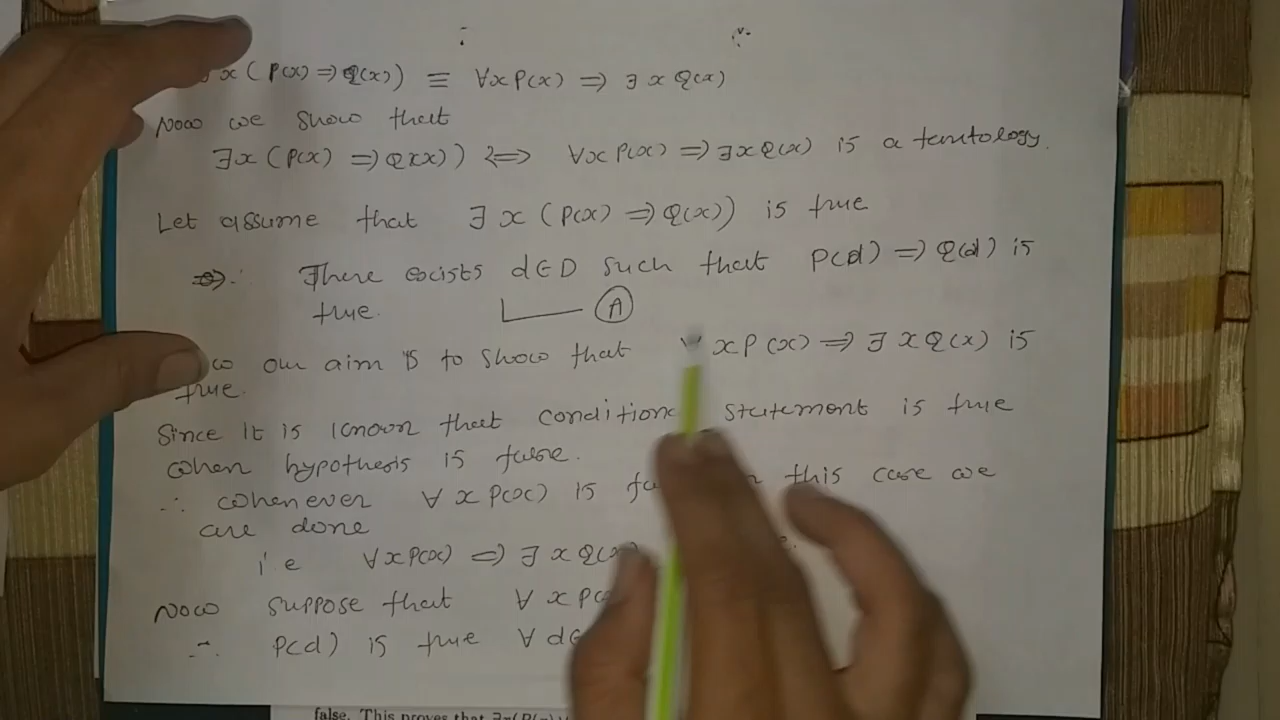 x ( P(x) ⇒ Q(x) ) ≡ ∀x P(x) ⇒ ∃ x Q(x)
Now we show that
∃x ( P(x) ⇒ Q(x) ) ⇔ ∀x P(x) ⇒ ∃x Q(x) is a tautology.
Let assume that ∃ x ( P(x) ⇒ Q(x) ) is true
∴ There exists d ∈ D such that P(d) ⇒ Q(d) is
true. A
our aim is to show that ∀ x P(x) ⇒ ∃ x Q(x) is
true.
Since it is known that condition statement is true
when hypothesis is false.
∴ whenever ∀ x P(x) is this case we
are done
i.e ∀x P(x) ⇒ ∃ x Q(x)
Now suppose that ∀ x P(
∴ P(d) is true ∀ d∈
false. This proves that ∃x(P(x)